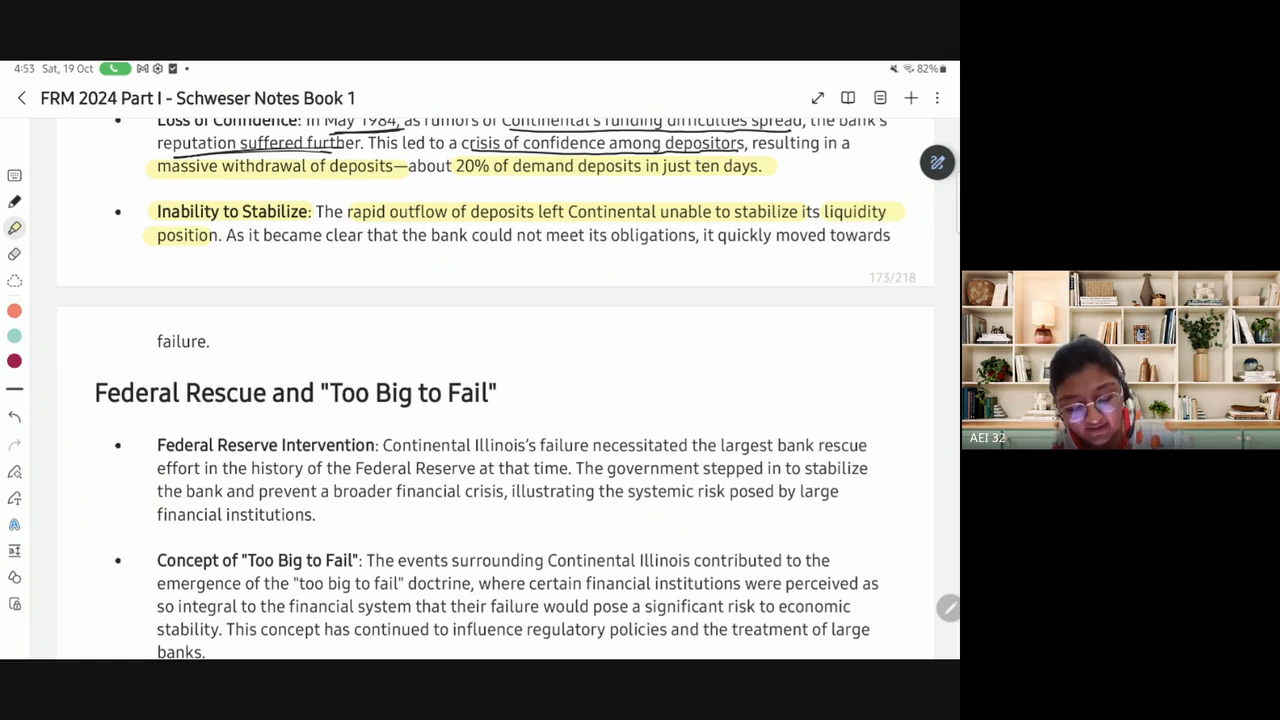 4:53 Sat, 19 Oct
82%
FRM 2024 Part I - Schweser Notes Book 1
Loss of Confidence: In May 1984, as rumors of Continental's funding difficulties spread, the bank's
reputation suffered further. This led to a crisis of confidence among depositors, resulting in a
massive withdrawal of deposits—about 20% of demand deposits in just ten days.
Inability to Stabilize: The rapid outflow of deposits left Continental unable to stabilize its liquidity
position. As it became clear that the bank could not meet its obligations, it quickly moved towards
173/218
failure.
Federal Rescue and "Too Big to Fail"
Federal Reserve Intervention: Continental Illinois's failure necessitated the largest bank rescue
effort in the history of the Federal Reserve at that time. The government stepped in to stabilize
the bank and prevent a broader financial crisis, illustrating the systemic risk posed by large
financial institutions.
Concept of "Too Big to Fail": The events surrounding Continental Illinois contributed to the
emergence of the "too big to fail" doctrine, where certain financial institutions were perceived as
so integral to the financial system that their failure would pose a significant risk to economic
stability. This concept has continued to influence regulatory policies and the treatment of large
banks.
AEI 32